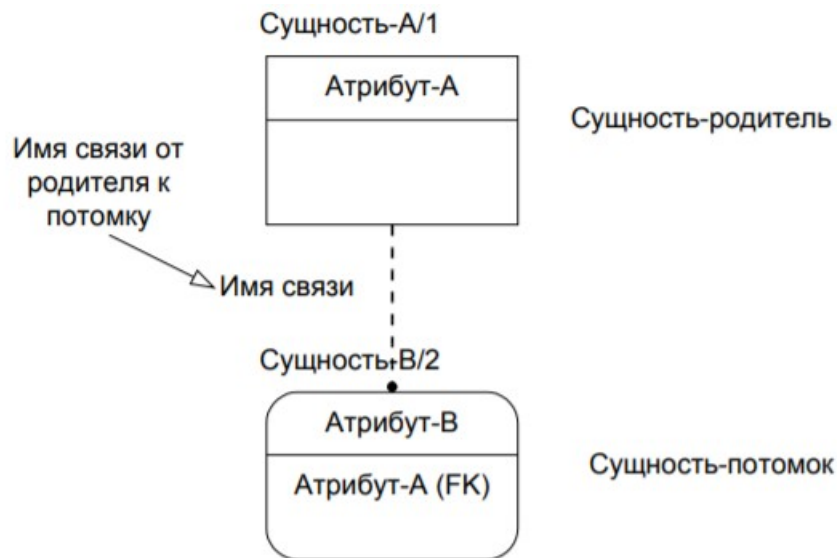 Сущность-А/1
Атрибут-А
Сущность-родитель
Имя связи от
родителя к
потомку
Имя связи
Сущность-В/2
Атрибут-В
Атрибут-А (FK)
Сущность-потомок